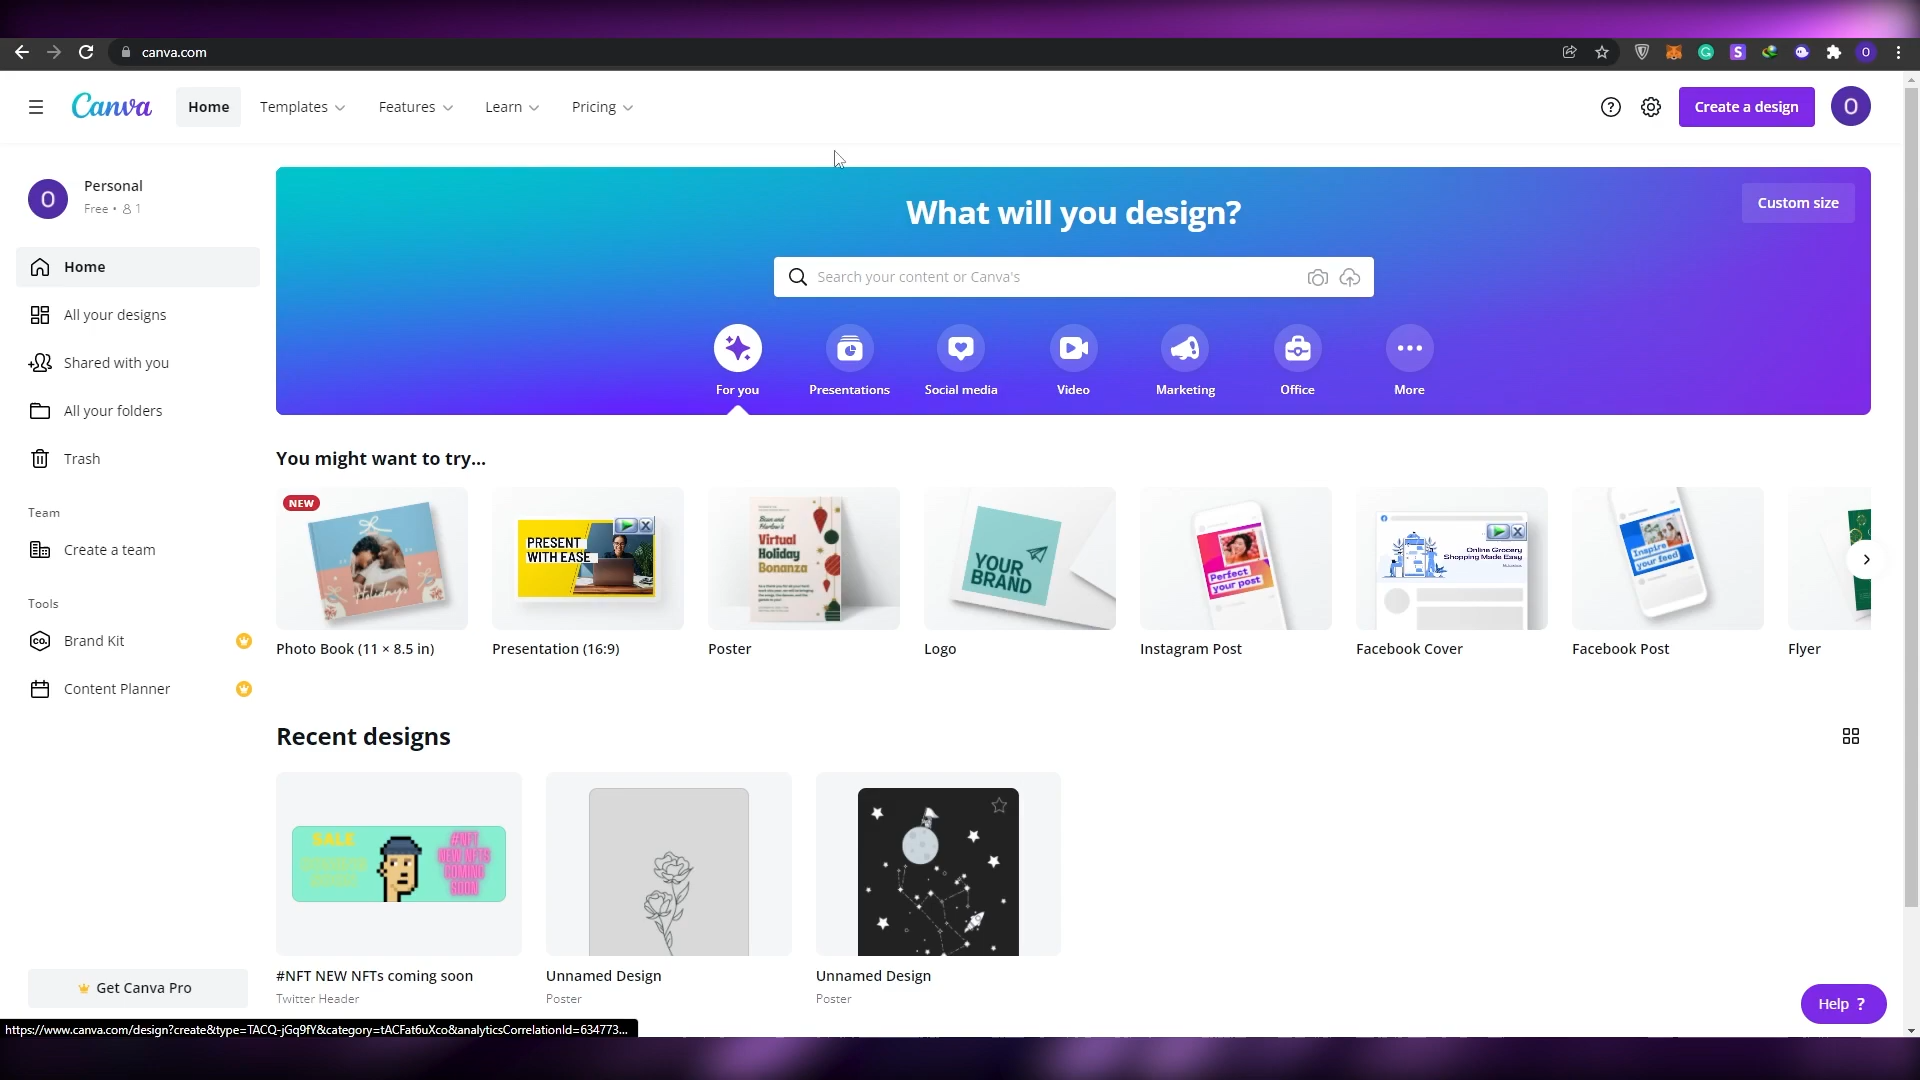 canva.com
O
Canva
Home
Templates
Features
Learn
Pricing
Create a design
O
O
Personal
Free • 1
Home
All your designs
Shared with you
All your folders
Trash
Team
Create a team
Tools
Brand Kit
Content Planner
Get Canva Pro
What will you design?
Custom size
Search your content or Canva's
For you
Presentations
Social media
Video
Marketing
Office
More
You might want to try...
NEW
Holidays
PRESENT
WITH EASE
Virtual
Holiday
Bonanza
YOUR
BRAND
Perfect
your post
Online Grocery
Shopping Made Easy
Inspire
your feed
Photo Book (11 × 8.5 in)
Presentation (16:9)
Poster
Logo
Instagram Post
Facebook Cover
Facebook Post
Flyer
Recent designs
SALE
#NFT
NEW NFTS
COMING
SOON
#NFT NEW NFTs coming soon
Twitter Header
Unnamed Design
Poster
Unnamed Design
Poster
Help ?
https://www.canva.com/design?create&type=TACQ-jGq9fY&category=tACFat6uXco&analyticsCorrelationId=634773...